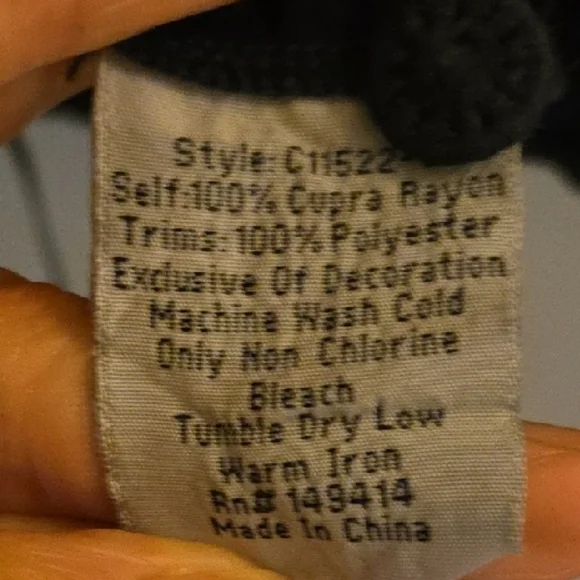 Style: C11522-
Self:100% Cupra Rayon
Trims:100% Polyester
Exclusive Of Decoration
Machine Wash Cold
Only Non Chlorine
Bleach
Tumble Dry Low
Warm Iron
Rn# 149414
Made In China